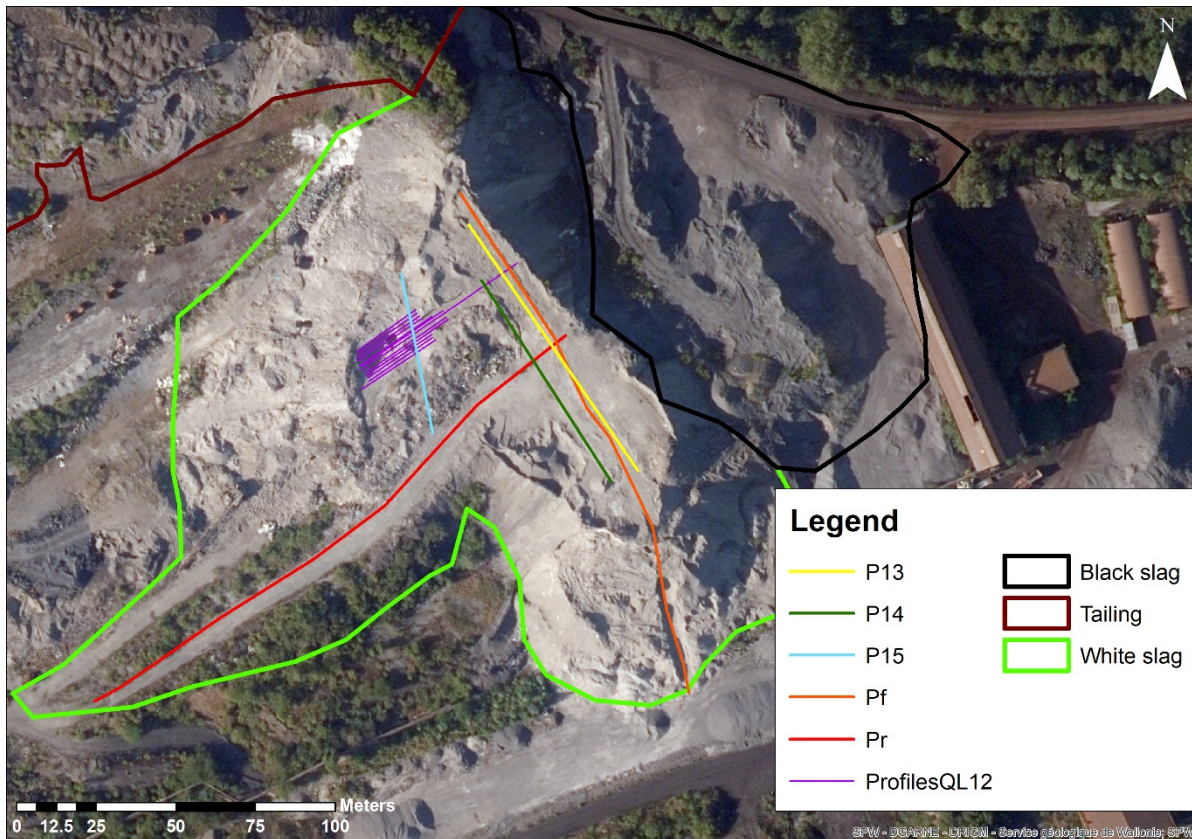 N
Legend
P13
P14
P15
Pf
Pr
ProfilesQL12
Black slag
Tailing
White slag
Meters
0 12.5 25 50 75 100
SPW - DGARNE - DRIGM - Service géologique de Wallonie; SPW